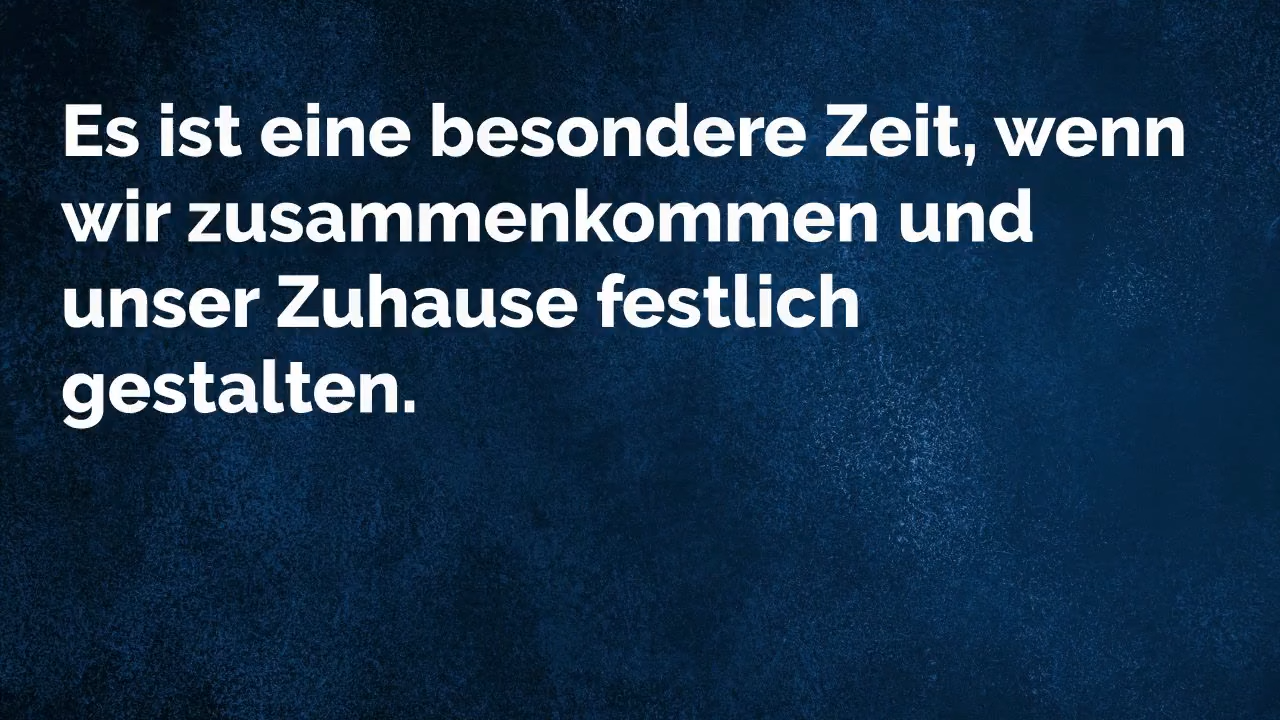 Es ist eine besondere Zeit, wenn
wir zusammenkommen und
unser Zuhause festlich
gestalten.